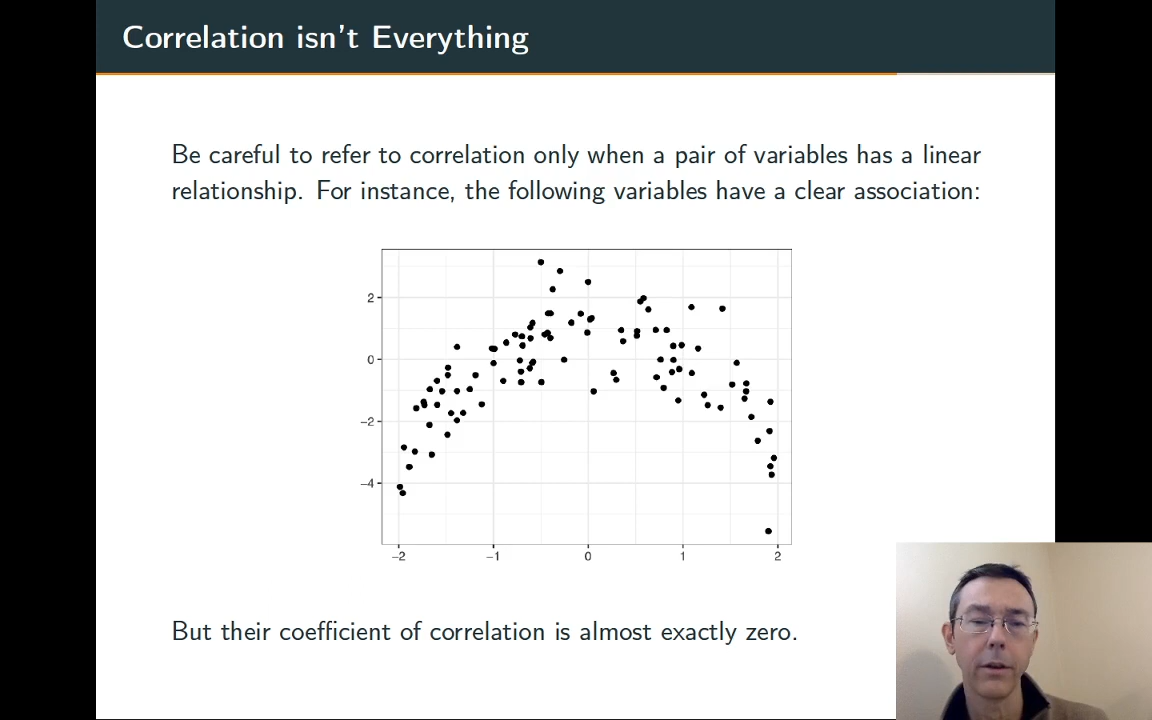 Correlation isn't Everything
Be careful to refer to correlation only when a pair of variables has a linear
relationship. For instance, the following variables have a clear association:
2
0
−2
−4
−2 −1 0 1 2
But their coefficient of correlation is almost exactly zero.